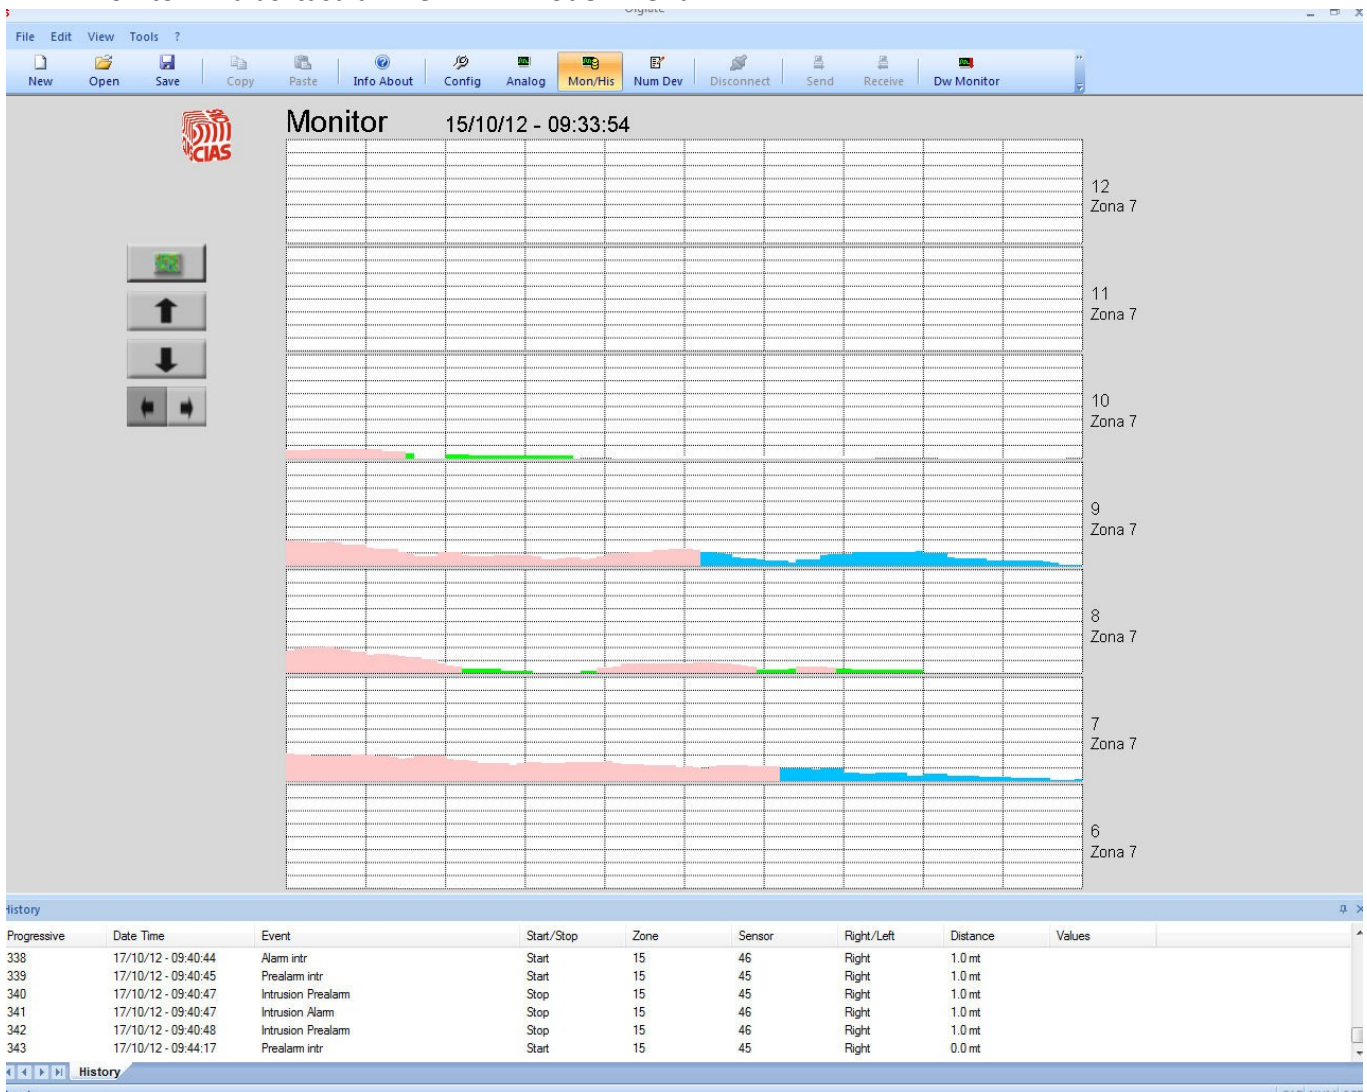 File Edit View Tools ?
New Open Save Copy Paste Info About Config Analog Mon/His Num Dev Disconnect Send Receive Dw Monitor
CIAS
Monitor 15/10/12 - 09:33:54
12
Zona 7
11
Zona 7
10
Zona 7
9
Zona 7
8
Zona 7
7
Zona 7
6
Zona 7
History
Progressive Date Time Event Start/Stop Zone Sensor Right/Left Distance Values
338 17/10/12 - 09:40:44 Alarm intr Start 15 46 Right 1.0 mt
339 17/10/12 - 09:40:45 Prealarm intr Start 15 45 Right 1.0 mt
340 17/10/12 - 09:40:47 Intrusion Prealarm Stop 15 45 Right 1.0 mt
341 17/10/12 - 09:40:47 Intrusion Alarm Stop 15 46 Right 1.0 mt
342 17/10/12 - 09:40:48 Intrusion Prealarm Stop 15 46 Right 1.0 mt
343 17/10/12 - 09:44:17 Prealarm intr Start 15 45 Right 0.0 mt
History